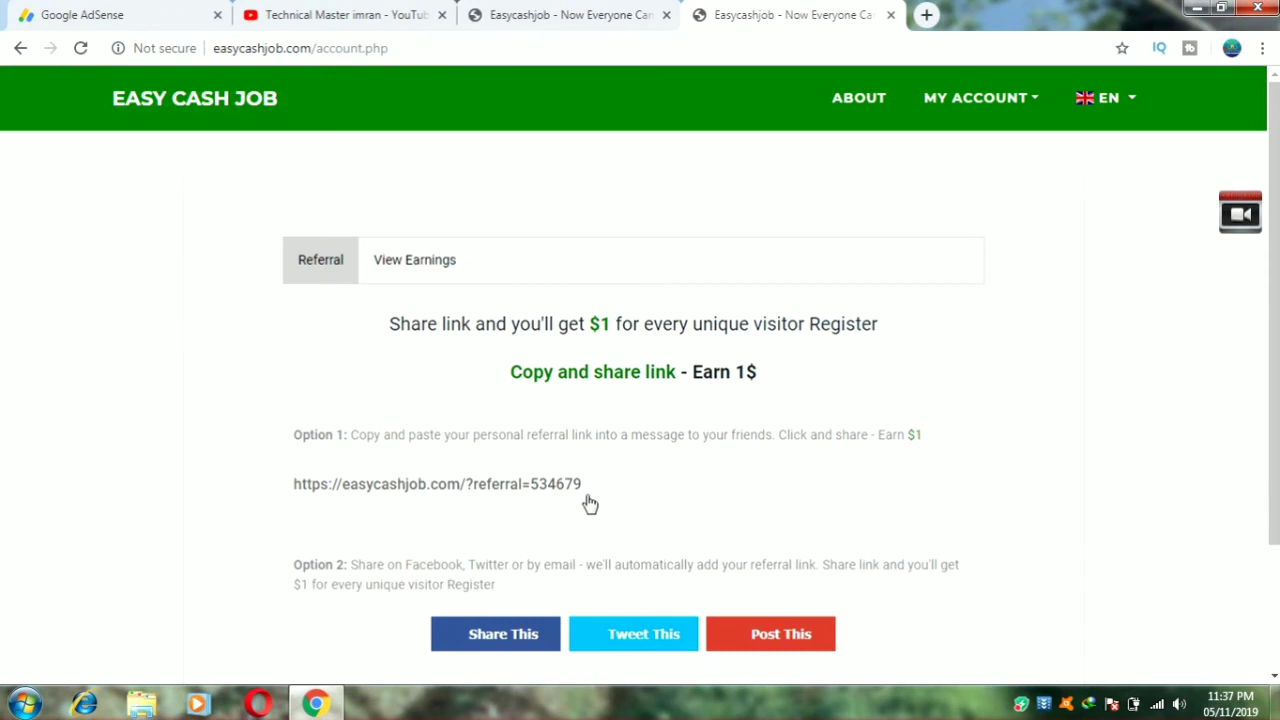 Google AdSense
Technical Master imran - YouTub
Easycashjob - Now Everyone Can
Easycashjob - Now Everyone Ca
Not secure
easycashjob.com/account.php
IQ
EASY CASH JOB
ABOUT
MY ACCOUNT
EN
Referral
View Earnings
Share link and you'll get $1 for every unique visitor Register
Copy and share link - Earn 1$
Option 1: Copy and paste your personal referral link into a message to your friends. Click and share - Earn $1
https://easycashjob.com/?referral=534679
Option 2: Share on Facebook, Twitter or by email - we'll automatically add your referral link. Share link and you'll get
$1 for every unique visitor Register
Share This
Tweet This
Post This
11:37 PM
05/11/2019